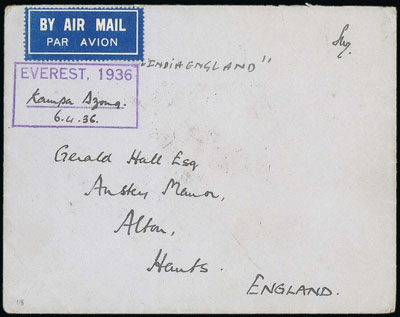 BY AIR MAIL
PAR AVION
"INDIA ENGLAND"
EVEREST, 1936
Kampa Dzong.
6.4.36.
Gerald Hall Esq
Anstey Manor,
Alton,
Hants.
ENGLAND.
118